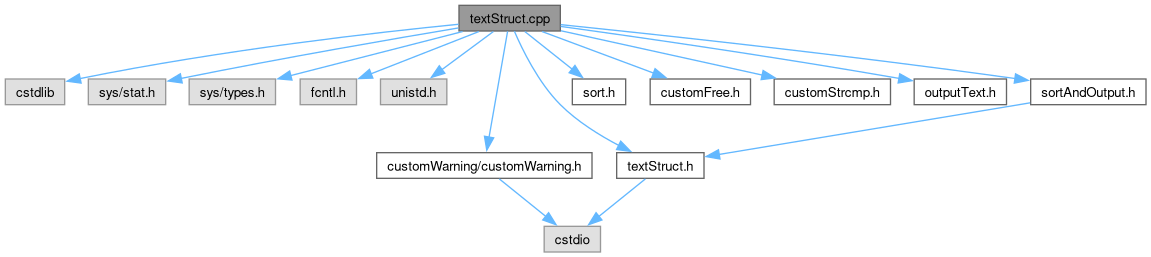 textStruct.cpp
cstdlib
sys/stat.h
sys/types.h
fcntl.h
unistd.h
sort.h
customFree.h
customStrcmp.h
outputText.h
sortAndOutput.h
customWarning/customWarning.h
textStruct.h
cstdio